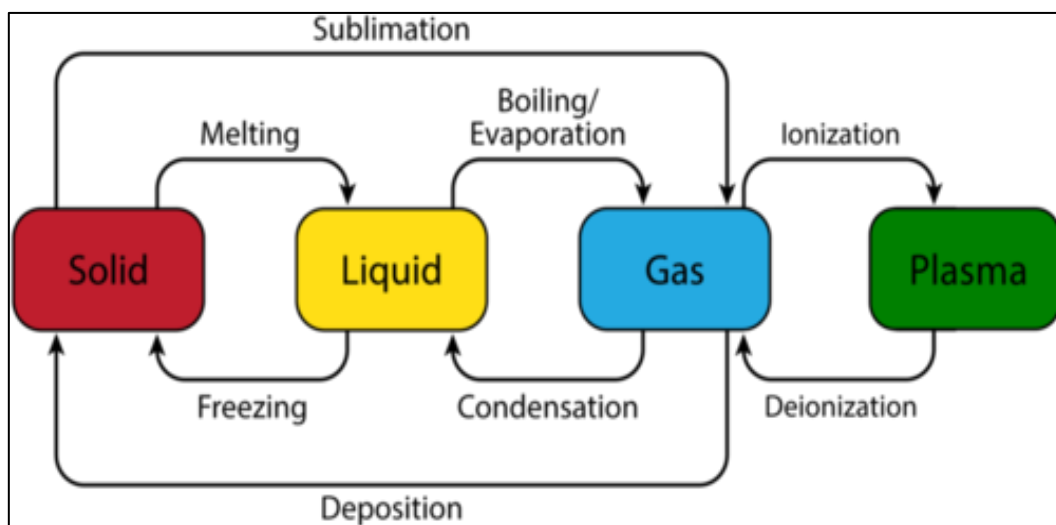 Sublimation
Melting
Boiling/
Evaporation
Ionization
Solid
Liquid
Gas
Plasma
Freezing
Condensation
Deionization
Deposition